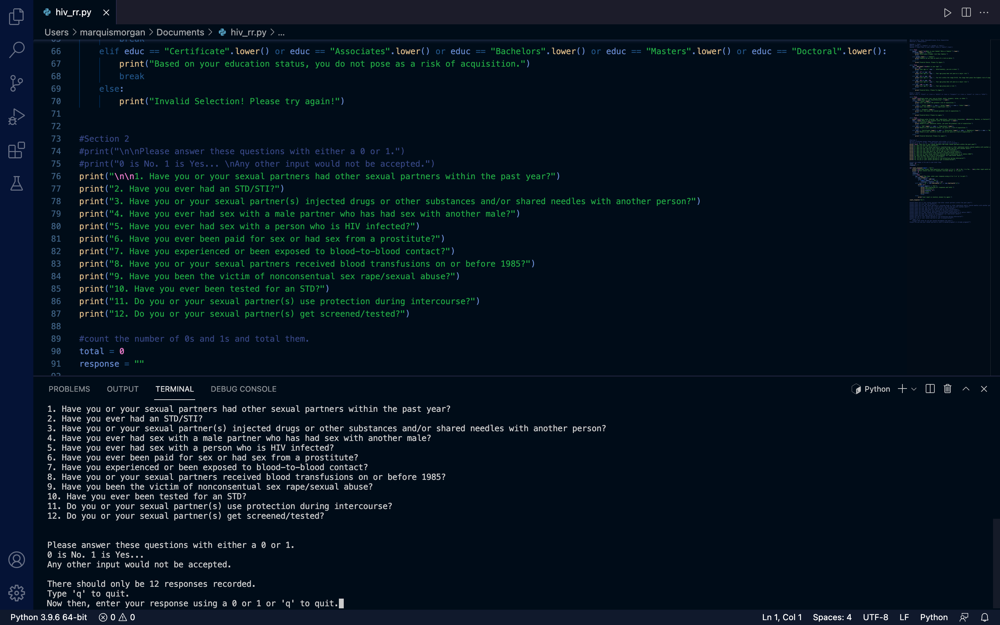 hiv_rr.py
Users > marquismorgan > Documents > hiv_rr.py > ...
break
66 elif educ == "Certificate".lower() or educ == "Associates".lower() or educ == "Bachelors".lower() or educ == "Masters".lower() or educ == "Doctoral".lower():
67 print("Based on your education status, you do not pose as a risk of acquisition.")
68 break
69 else:
70 print("Invalid Selection! Please try again!")
71
72
73 #Section 2
74 #print("\n\nPlease answer these questions with either a 0 or 1.")
75 #print("0 is No. 1 is Yes... \nAny other input would not be accepted.")
76 print("\n\n1. Have you or your sexual partners had other sexual partners within the past year?")
77 print("2. Have you ever had an STD/STI?")
78 print("3. Have you or your sexual partner(s) injected drugs or other substances and/or shared needles with another person?")
79 print("4. Have you ever had sex with a male partner who has had sex with another male?")
80 print("5. Have you ever had sex with a person who is HIV infected?")
81 print("6. Have you ever been paid for sex or had sex from a prostitute?")
82 print("7. Have you experienced or been exposed to blood-to-blood contact?")
83 print("8. Have you or your sexual partners received blood transfusions on or before 1985?")
84 print("9. Have you been the victim of nonconsentual sex rape/sexual abuse?")
85 print("10. Have you ever been tested for an STD?")
86 print("11. Do you or your sexual partner(s) use protection during intercourse?")
87 print("12. Do you or your sexual partner(s) get screened/tested?")
88
89 #count the number of 0s and 1s and total them.
90 total = 0
91 response = ""
PROBLEMS OUTPUT TERMINAL DEBUG CONSOLE Python
1. Have you or your sexual partners had other sexual partners within the past year?
2. Have you ever had an STD/STI?
3. Have you or your sexual partner(s) injected drugs or other substances and/or shared needles with another person?
4. Have you ever had sex with a male partner who has had sex with another male?
5. Have you ever had sex with a person who is HIV infected?
6. Have you ever been paid for sex or had sex from a prostitute?
7. Have you experienced or been exposed to blood-to-blood contact?
8. Have you or your sexual partners received blood transfusions on or before 1985?
9. Have you been the victim of nonconsentual sex rape/sexual abuse?
10. Have you ever been tested for an STD?
11. Do you or your sexual partner(s) use protection during intercourse?
12. Do you or your sexual partner(s) get screened/tested?
Please answer these questions with either a 0 or 1.
0 is No. 1 is Yes...
Any other input would not be accepted.
There should only be 12 responses recorded.
Type 'q' to quit.
Now then, enter your response using a 0 or 1 or 'q' to quit.
Python 3.9.6 64-bit 0 0 Ln 1, Col 1 Spaces: 4 UTF-8 LF Python